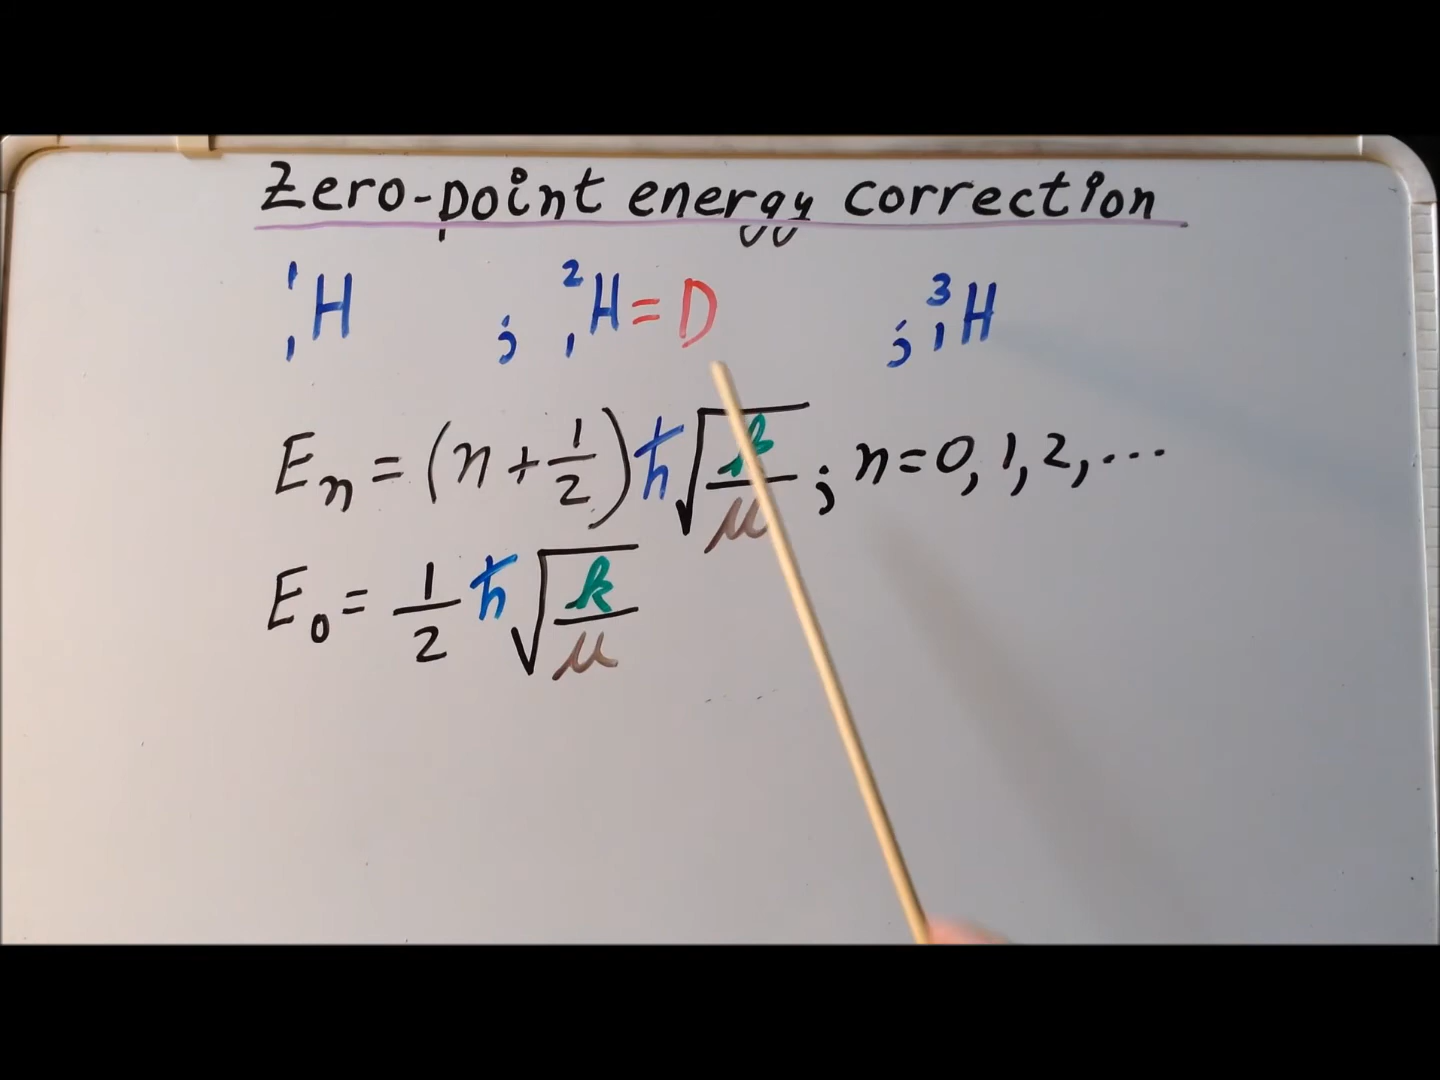 Zero-point energy correction
¹₁H ; ²₁H = D ; ³₁H
Eₙ = (n + 1/2) ħ √(k/μ) ; n = 0, 1, 2, ...
E₀ = 1/2 ħ √(k/μ)